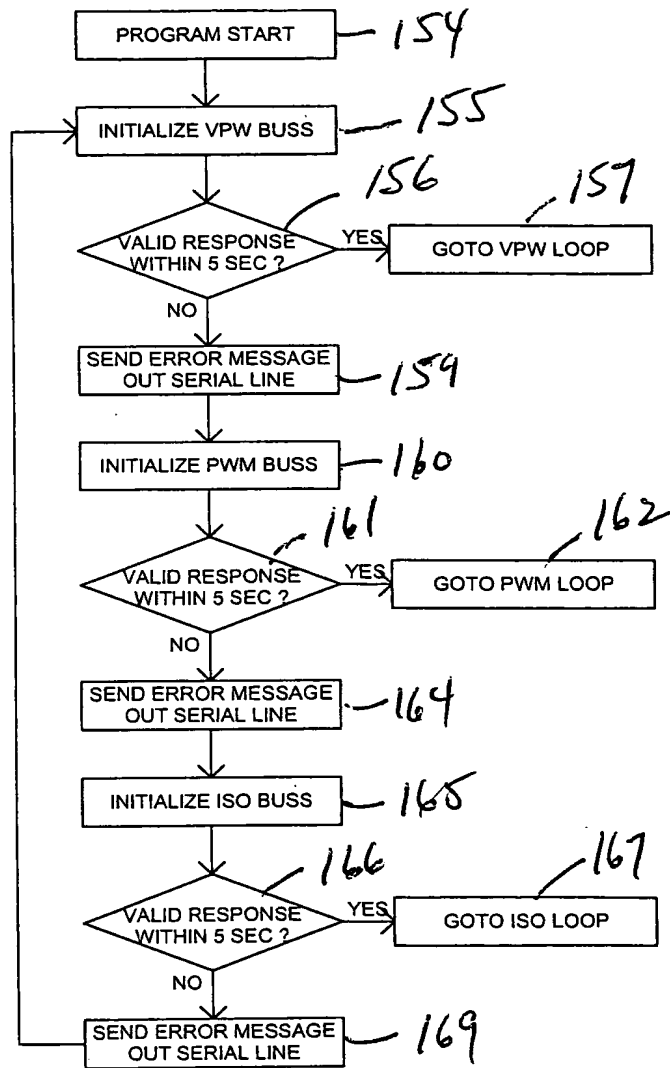 PROGRAM START 154
INITIALIZE VPW BUSS 155
156
157
VALID RESPONSE
WITHIN 5 SEC ?
YES
GOTO VPW LOOP
NO
SEND ERROR MESSAGE
OUT SERIAL LINE
159
INITIALIZE PWM BUSS 160
161
162
VALID RESPONSE
WITHIN 5 SEC ?
YES
GOTO PWM LOOP
NO
SEND ERROR MESSAGE
OUT SERIAL LINE
164
INITIALIZE ISO BUSS 165
166
167
VALID RESPONSE
WITHIN 5 SEC ?
YES
GOTO ISO LOOP
NO
SEND ERROR MESSAGE
OUT SERIAL LINE
169